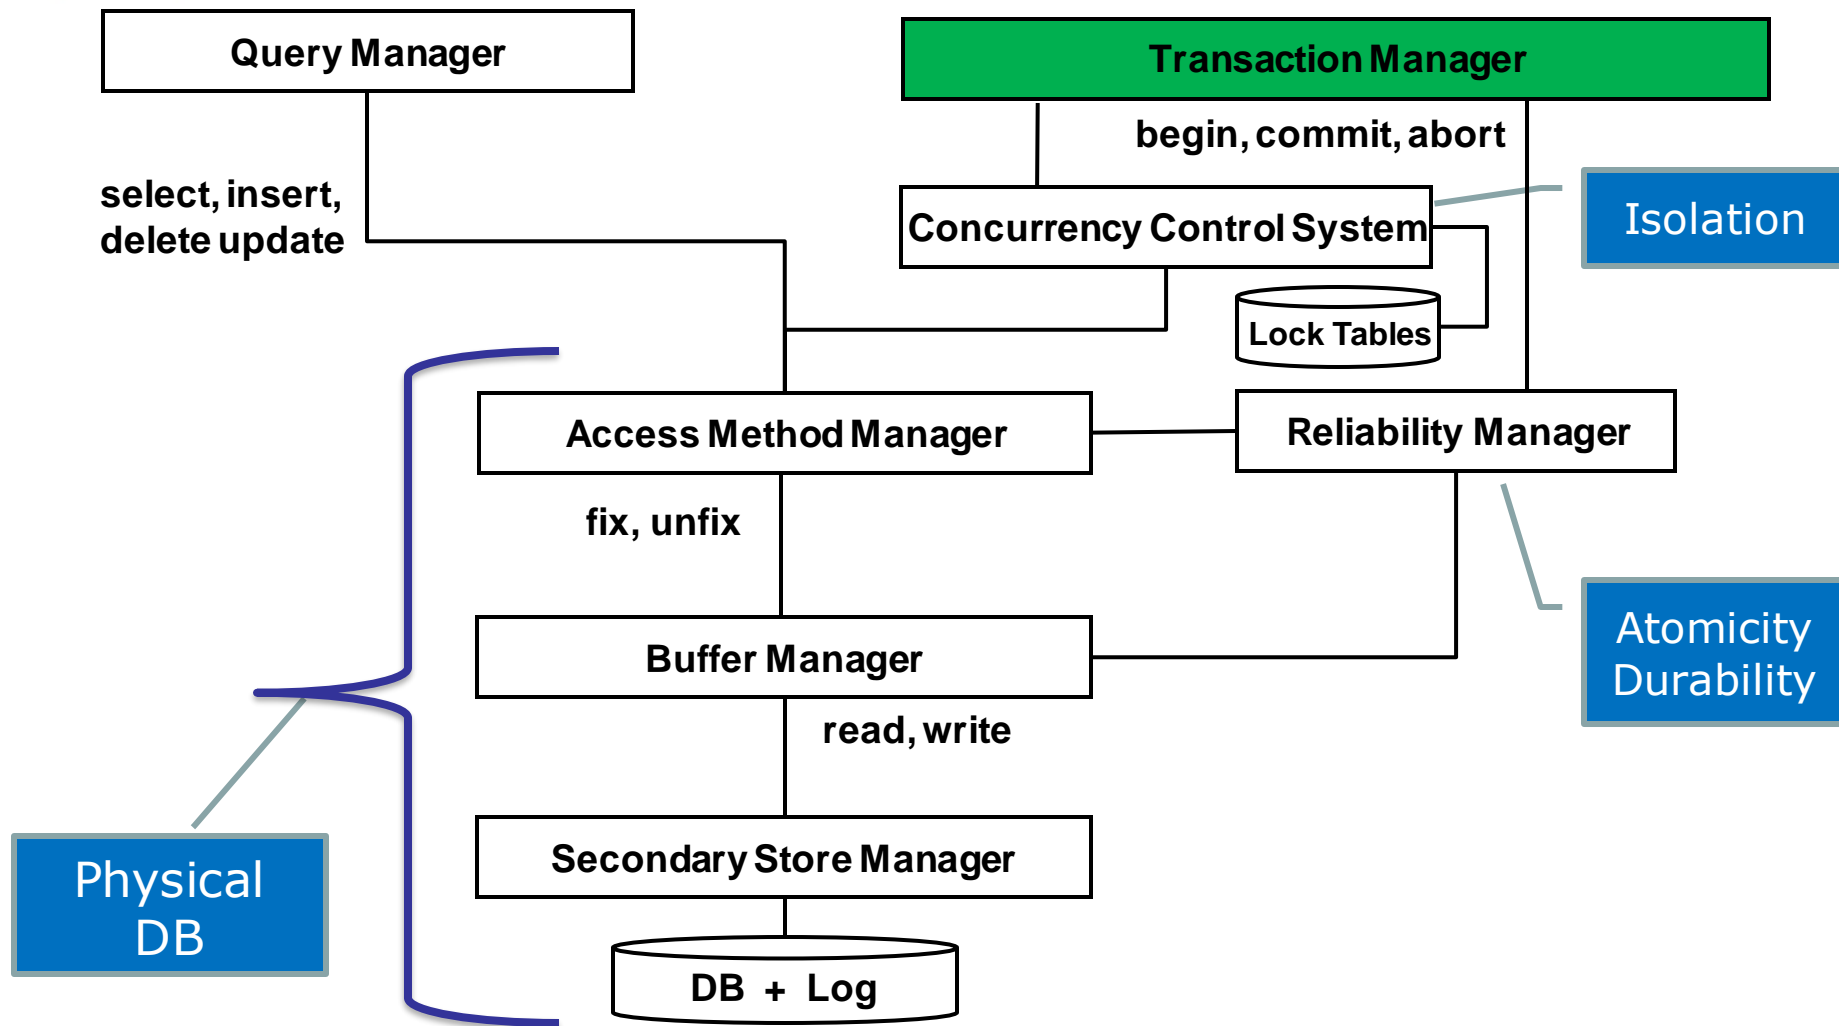 Query Manager
Transaction Manager
begin, commit, abort
select, insert,
delete update
Concurrency Control System
Isolation
Lock Tables
Access Method Manager
Reliability Manager
fix, unfix
Atomicity
Durability
Buffer Manager
read, write
Secondary Store Manager
Physical
DB
DB + Log